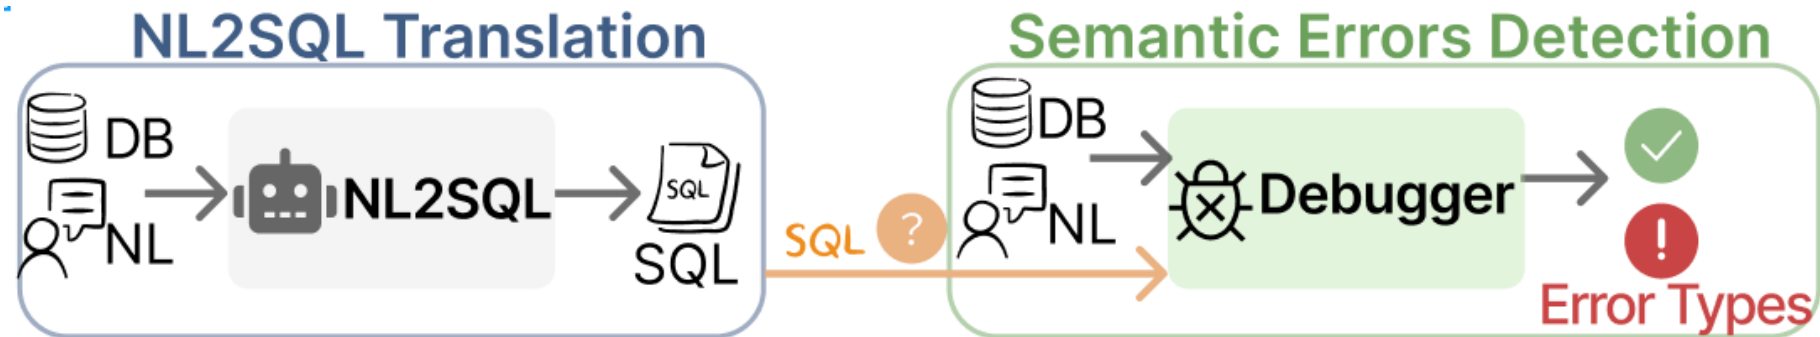 NL2SQL Translation
DB
NL
NL2SQL
SQL
SQL
SQL ?
Semantic Errors Detection
DB
NL
Debugger
!
Error Types